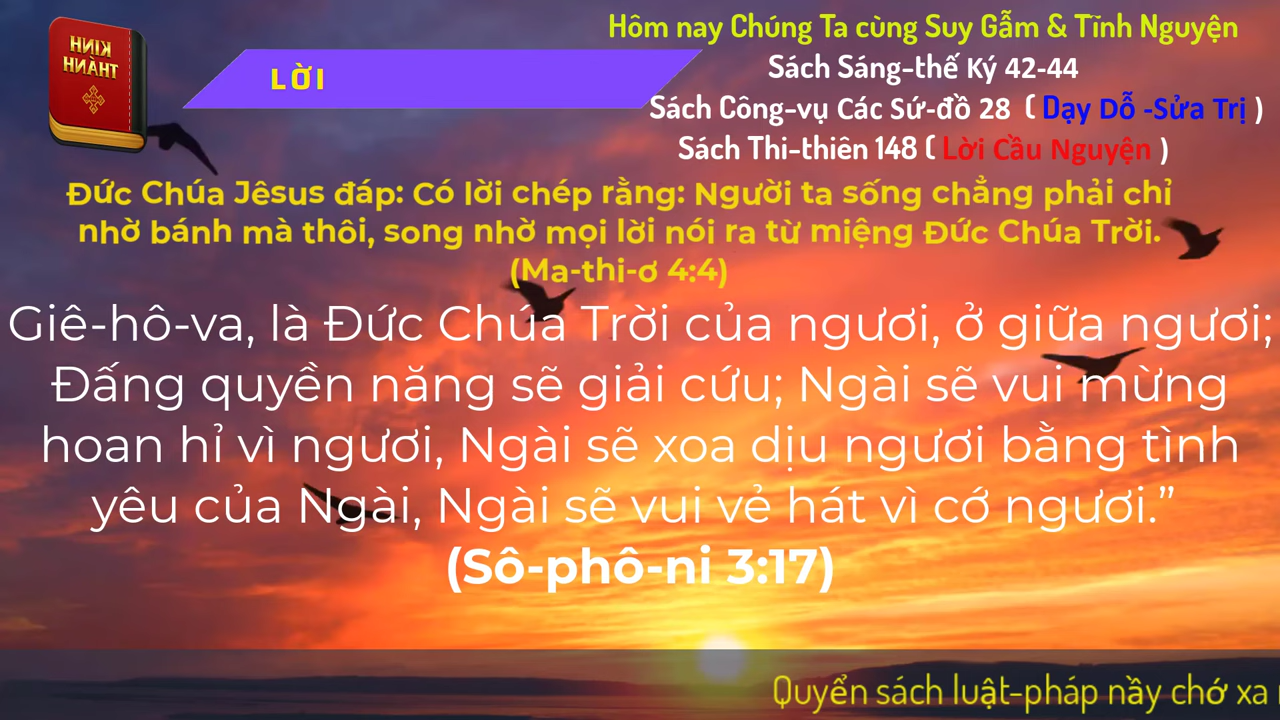 KINH
THÁNH
LỜI
Hôm nay Chúng Ta cùng Suy Gẫm & Tĩnh Nguyện
Sách Sáng-thế Ký 42-44
Sách Công-vụ Các Sứ-đồ 28 ( Dạy Dỗ -Sửa Trị )
Sách Thi-thiên 148 ( Lời Cầu Nguyện )
Đức Chúa Jêsus đáp: Có lời chép rằng: Người ta sống chẳng phải chỉ
nhờ bánh mà thôi, song nhờ mọi lời nói ra từ miệng Đức Chúa Trời.
(Ma-thi-ơ 4:4)
Giê-hô-va, là Đức Chúa Trời của ngươi, ở giữa ngươi;
Đấng quyền năng sẽ giải cứu; Ngài sẽ vui mừng
hoan hỉ vì ngươi, Ngài sẽ xoa dịu ngươi bằng tình
yêu của Ngài, Ngài sẽ vui vẻ hát vì cớ ngươi.”
(Sô-phô-ni 3:17)
Quyển sách luật-pháp nầy chớ xa